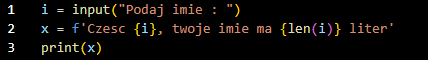 1 i = input("Podaj imie : ")
2 x = f'Czesc {i}, twoje imie ma {len(i)} liter'
3 print(x)